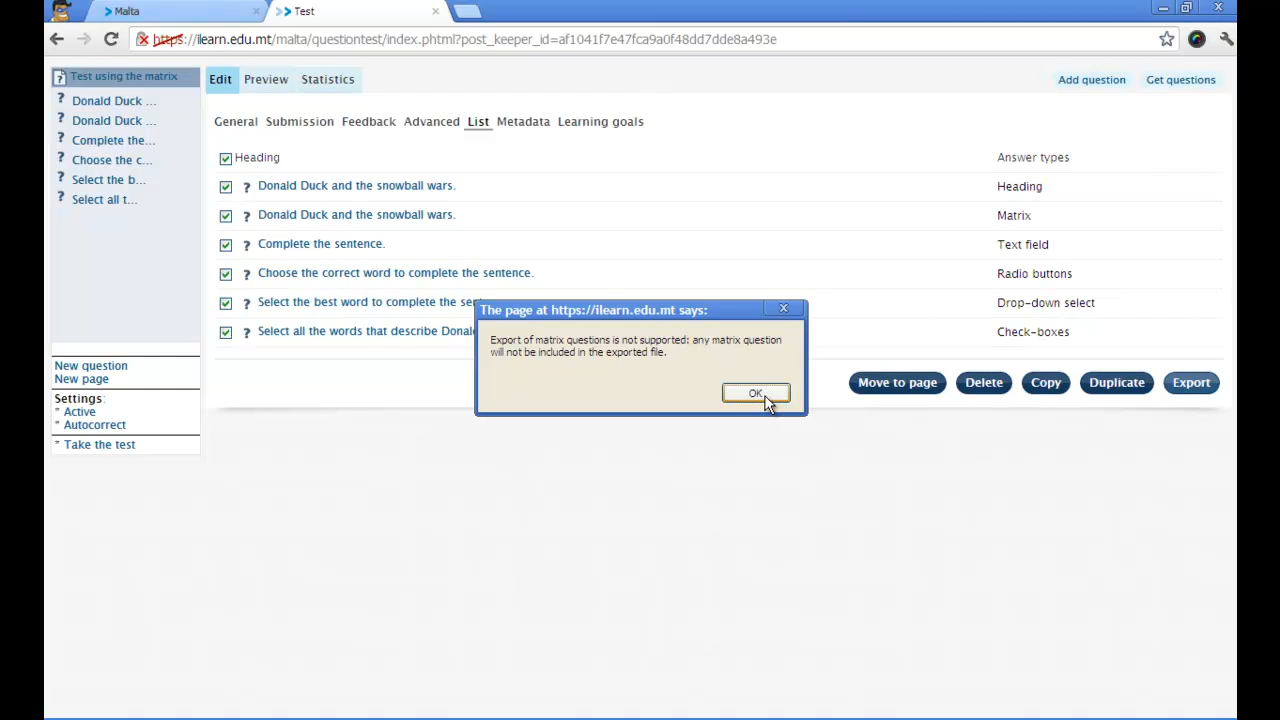 Malta
Test
https://ilearn.edu.mt/malta/questiontest/index.phtml?post_keeper_id=af1041f7e47fca9a0f48dd7dde8a493e
Test using the matrix
Edit Preview Statistics
Add question Get questions
Donald Duck ...
Donald Duck ...
Complete the...
Choose the c...
Select the b...
Select all t...
General Submission Feedback Advanced List Metadata Learning goals
Heading Answer types
? Donald Duck and the snowball wars. Heading
? Donald Duck and the snowball wars. Matrix
? Complete the sentence. Text field
? Choose the correct word to complete the sentence. Radio buttons
? Select the best word to complete the sen Drop-down select
? Select all the words that describe Donal Check-boxes
The page at https://ilearn.edu.mt says:
Export of matrix questions is not supported: any matrix question
will not be included in the exported file.
OK
Move to page Delete Copy Duplicate Export
New question
New page
Settings:
* Active
* Autocorrect
* Take the test